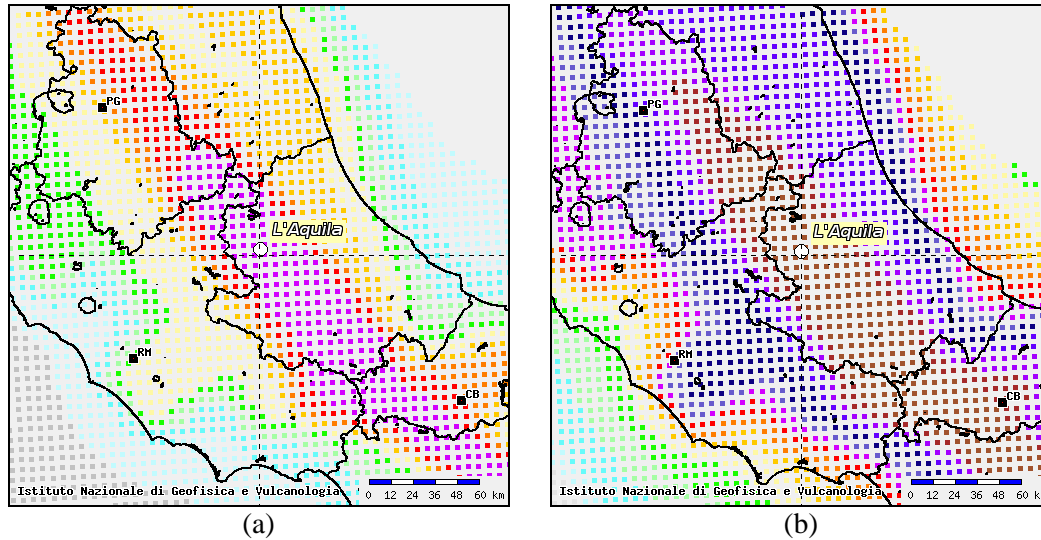 PG
L'Aquila
RM
CB
Istituto Nazionale di Geofisica e Vulcanologia
0 12 24 36 48 60 km
(a)
PG
L'Aquila
RM
CB
Istituto Nazionale di Geofisica e Vulcanologia
0 12 24 36 48 60 k
(b)